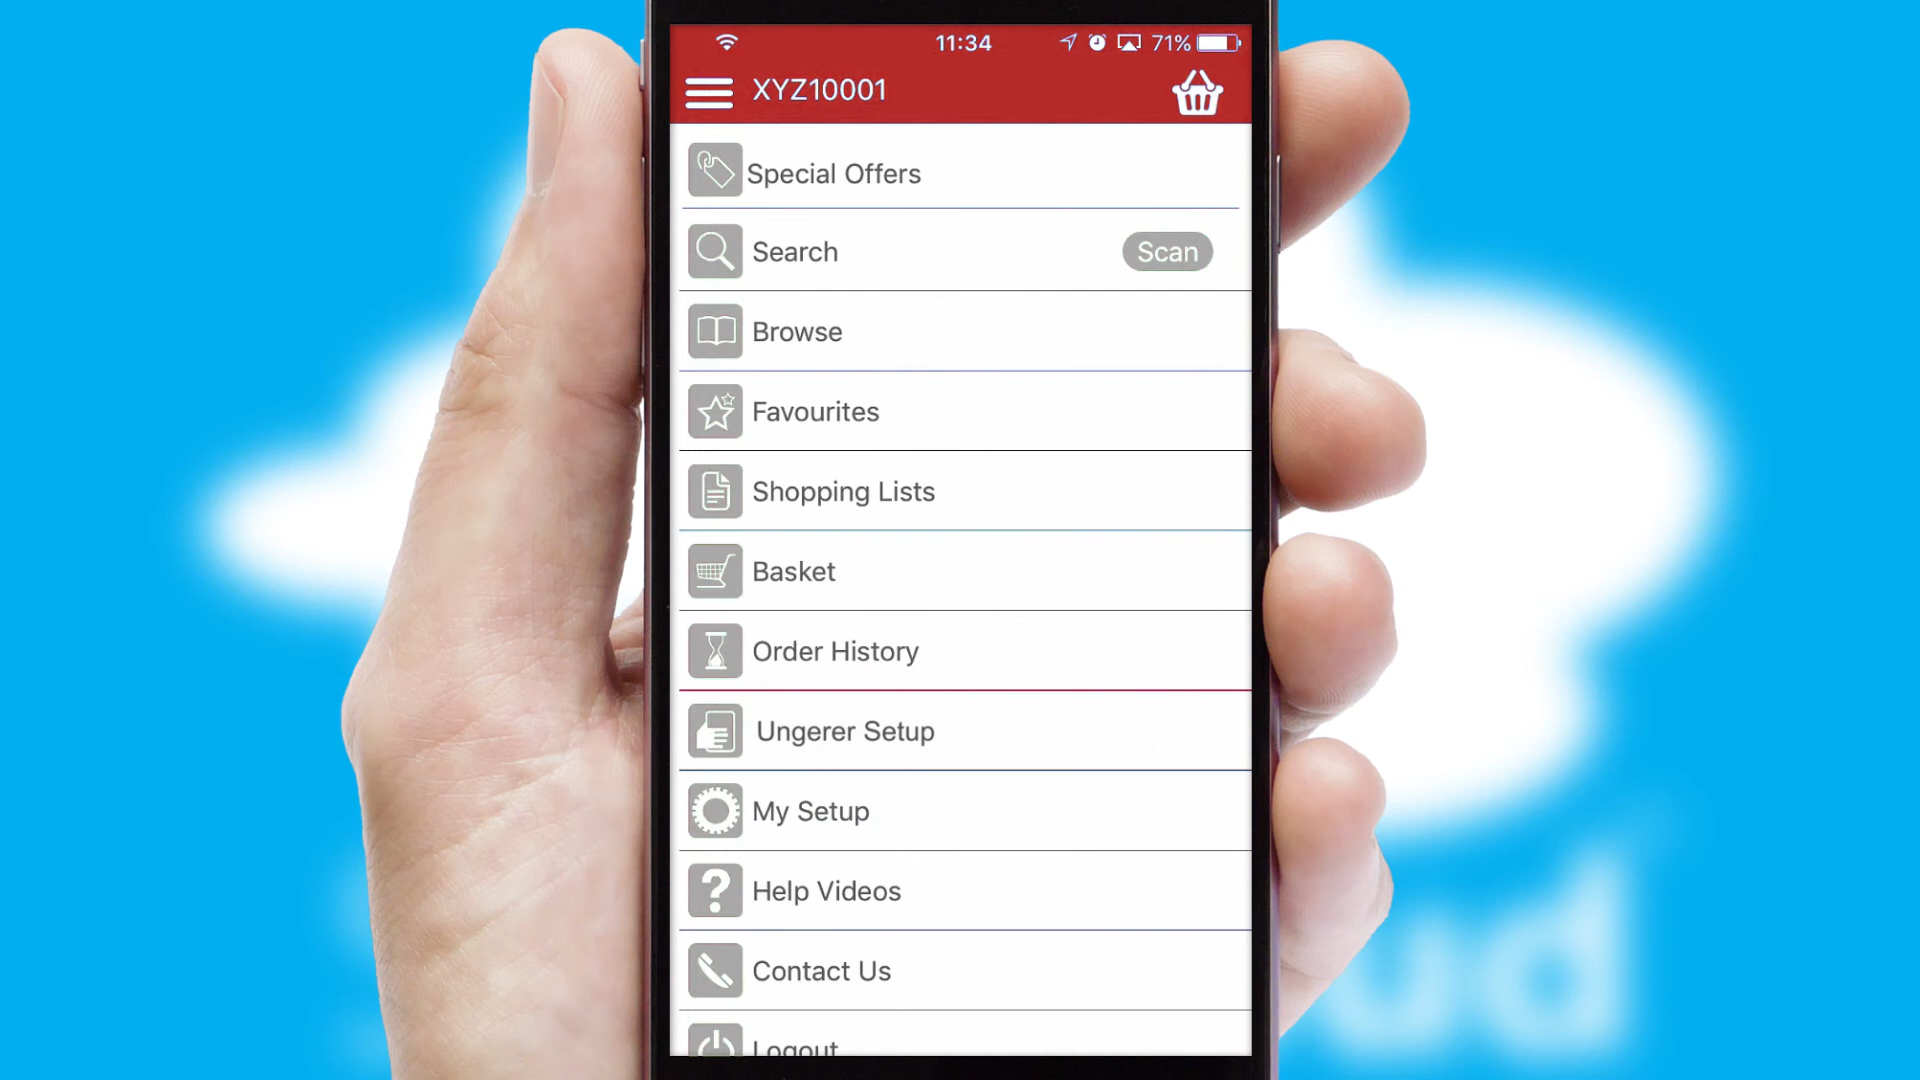 11:34 71%
XYZ10001
Special Offers
Search Scan
Browse
Favourites
Shopping Lists
Basket
Order History
Ungerer Setup
My Setup
Help Videos
Contact Us
Logout